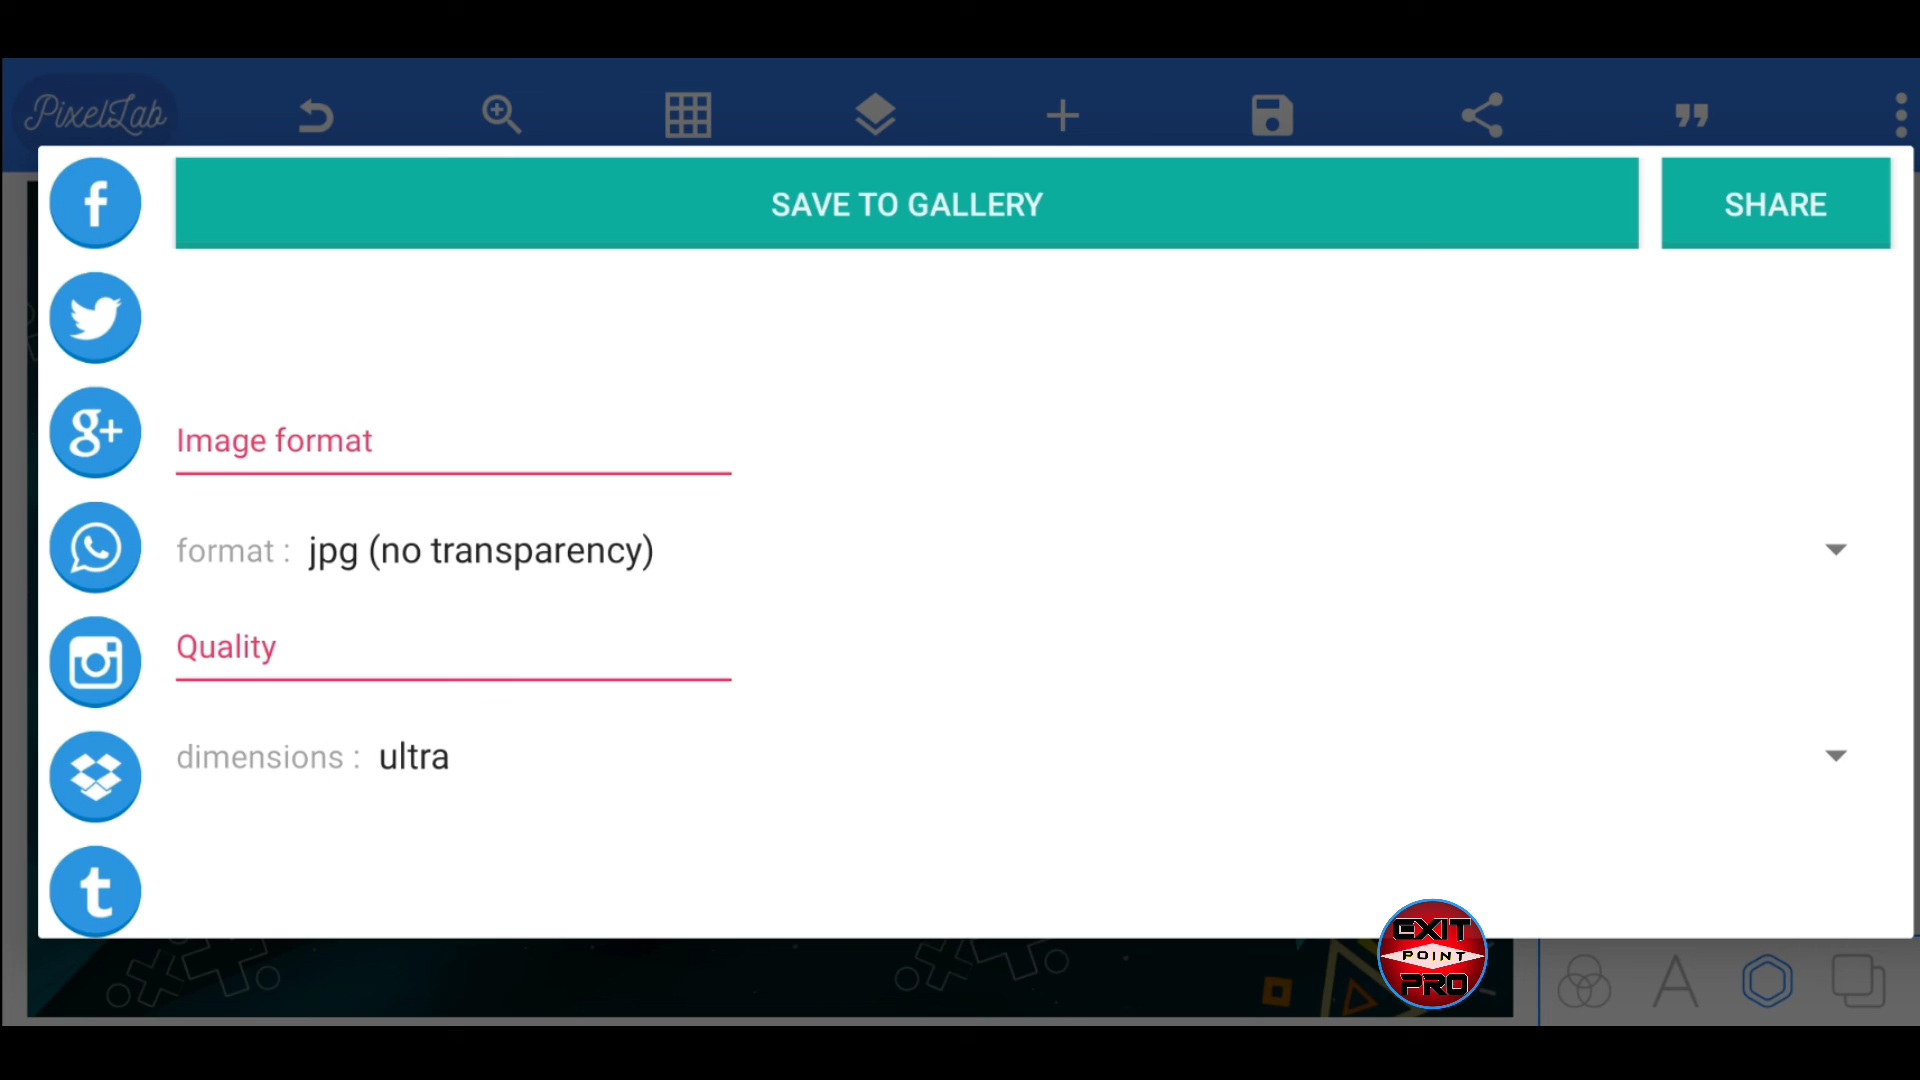 PixelLab
SAVE TO GALLERY
SHARE
Image format
format : jpg (no transparency)
Quality
dimensions : ultra
EXIT
POINT
PRO